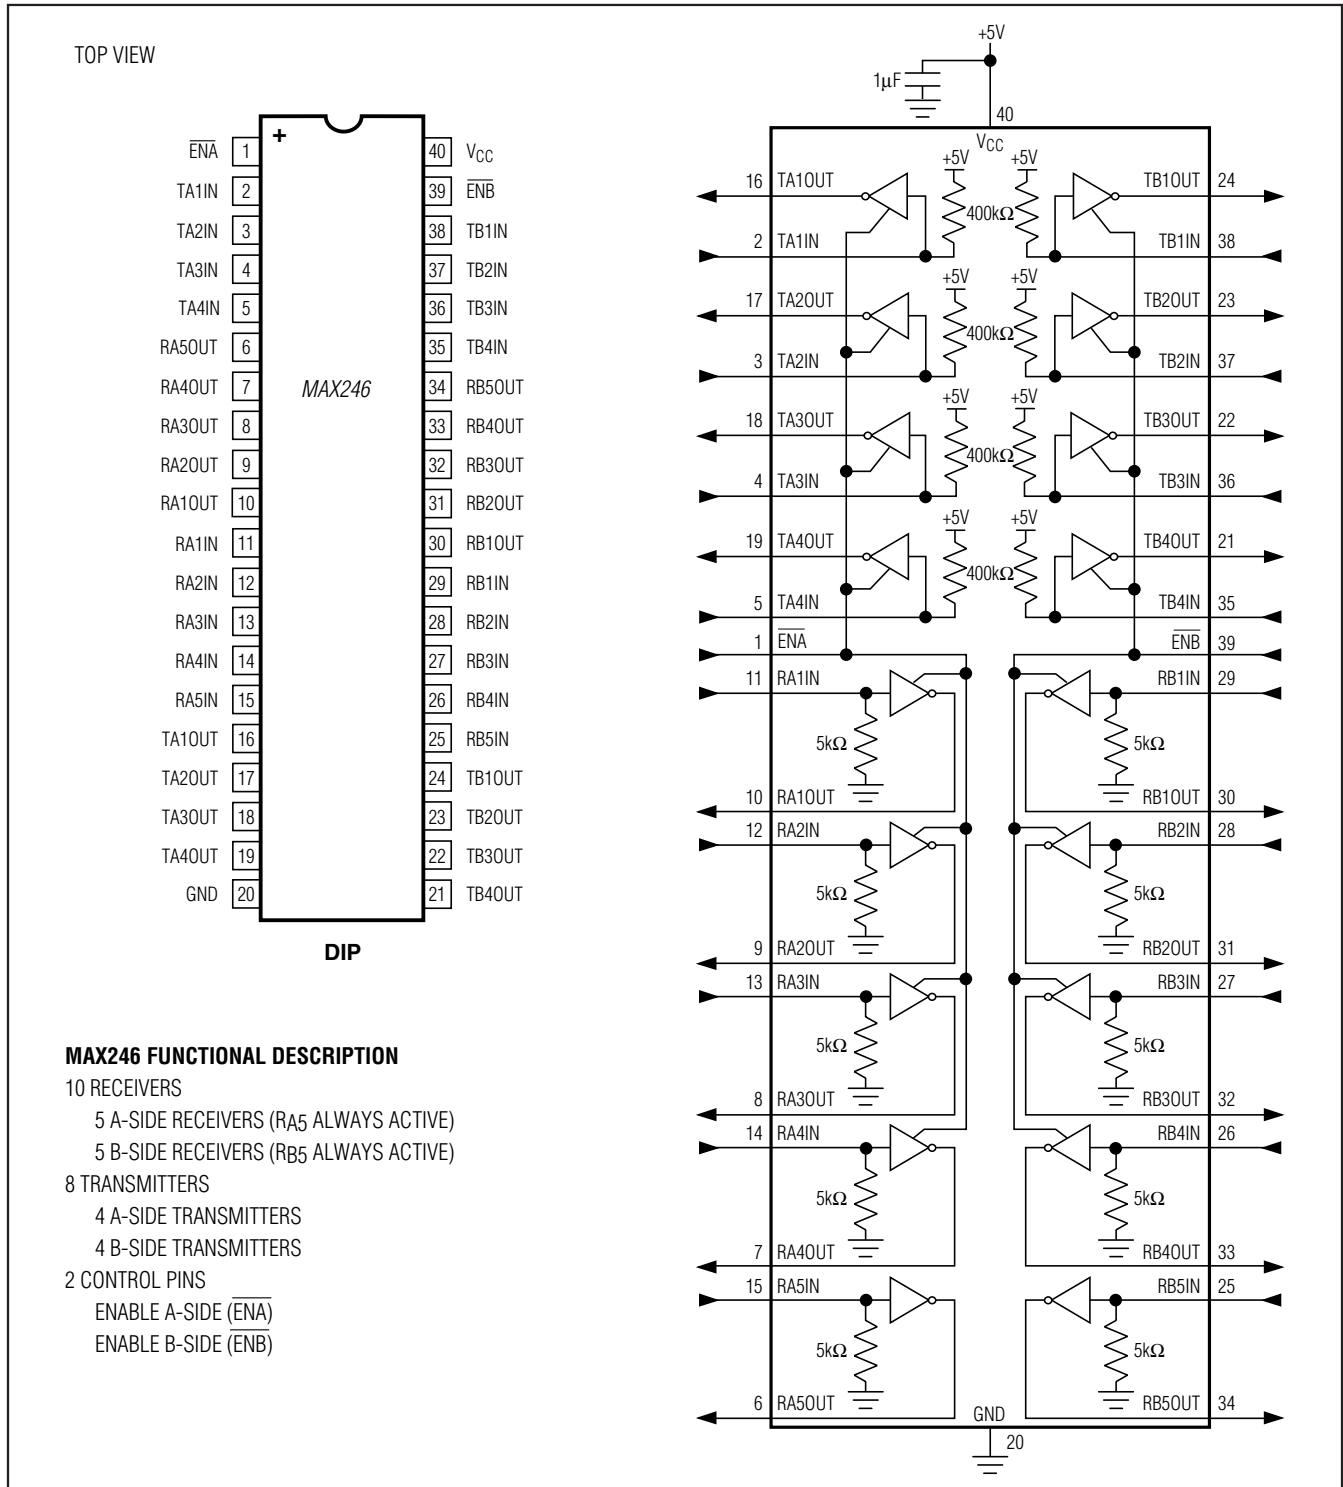 TOP VIEW
ENA 1
TA1IN 2
TA2IN 3
TA3IN 4
TA4IN 5
RA5OUT 6
RA4OUT 7
RA3OUT 8
RA2OUT 9
RA1OUT 10
RA1IN 11
RA2IN 12
RA3IN 13
RA4IN 14
RA5IN 15
TA1OUT 16
TA2OUT 17
TA3OUT 18
TA4OUT 19
GND 20
+
MAX246
40 VCC
39 ENB
38 TB1IN
37 TB2IN
36 TB3IN
35 TB4IN
34 RB5OUT
33 RB4OUT
32 RB3OUT
31 RB2OUT
30 RB1OUT
29 RB1IN
28 RB2IN
27 RB3IN
26 RB4IN
25 RB5IN
24 TB1OUT
23 TB2OUT
22 TB3OUT
21 TB4OUT
DIP
MAX246 FUNCTIONAL DESCRIPTION
10 RECEIVERS
5 A-SIDE RECEIVERS (RA5 ALWAYS ACTIVE)
5 B-SIDE RECEIVERS (RB5 ALWAYS ACTIVE)
8 TRANSMITTERS
4 A-SIDE TRANSMITTERS
4 B-SIDE TRANSMITTERS
2 CONTROL PINS
ENABLE A-SIDE (ENA)
ENABLE B-SIDE (ENB)
+5V
1µF
40
VCC
+5V +5V
16 TA1OUT TB1OUT 24
400kΩ
2 TA1IN TB1IN 38
+5V +5V
17 TA2OUT TB2OUT 23
400kΩ
3 TA2IN TB2IN 37
+5V +5V
18 TA3OUT TB3OUT 22
400kΩ
4 TA3IN TB3IN 36
+5V +5V
19 TA4OUT TB4OUT 21
400kΩ
5 TA4IN TB4IN 35
1 ENA ENB 39
11 RA1IN RB1IN 29
5kΩ 5kΩ
10 RA1OUT RB1OUT 30
12 RA2IN RB2IN 28
5kΩ 5kΩ
9 RA2OUT RB2OUT 31
13 RA3IN RB3IN 27
5kΩ 5kΩ
8 RA3OUT RB3OUT 32
14 RA4IN RB4IN 26
5kΩ 5kΩ
7 RA4OUT RB4OUT 33
15 RA5IN RB5IN 25
5kΩ 5kΩ
6 RA5OUT RB5OUT 34
GND
20